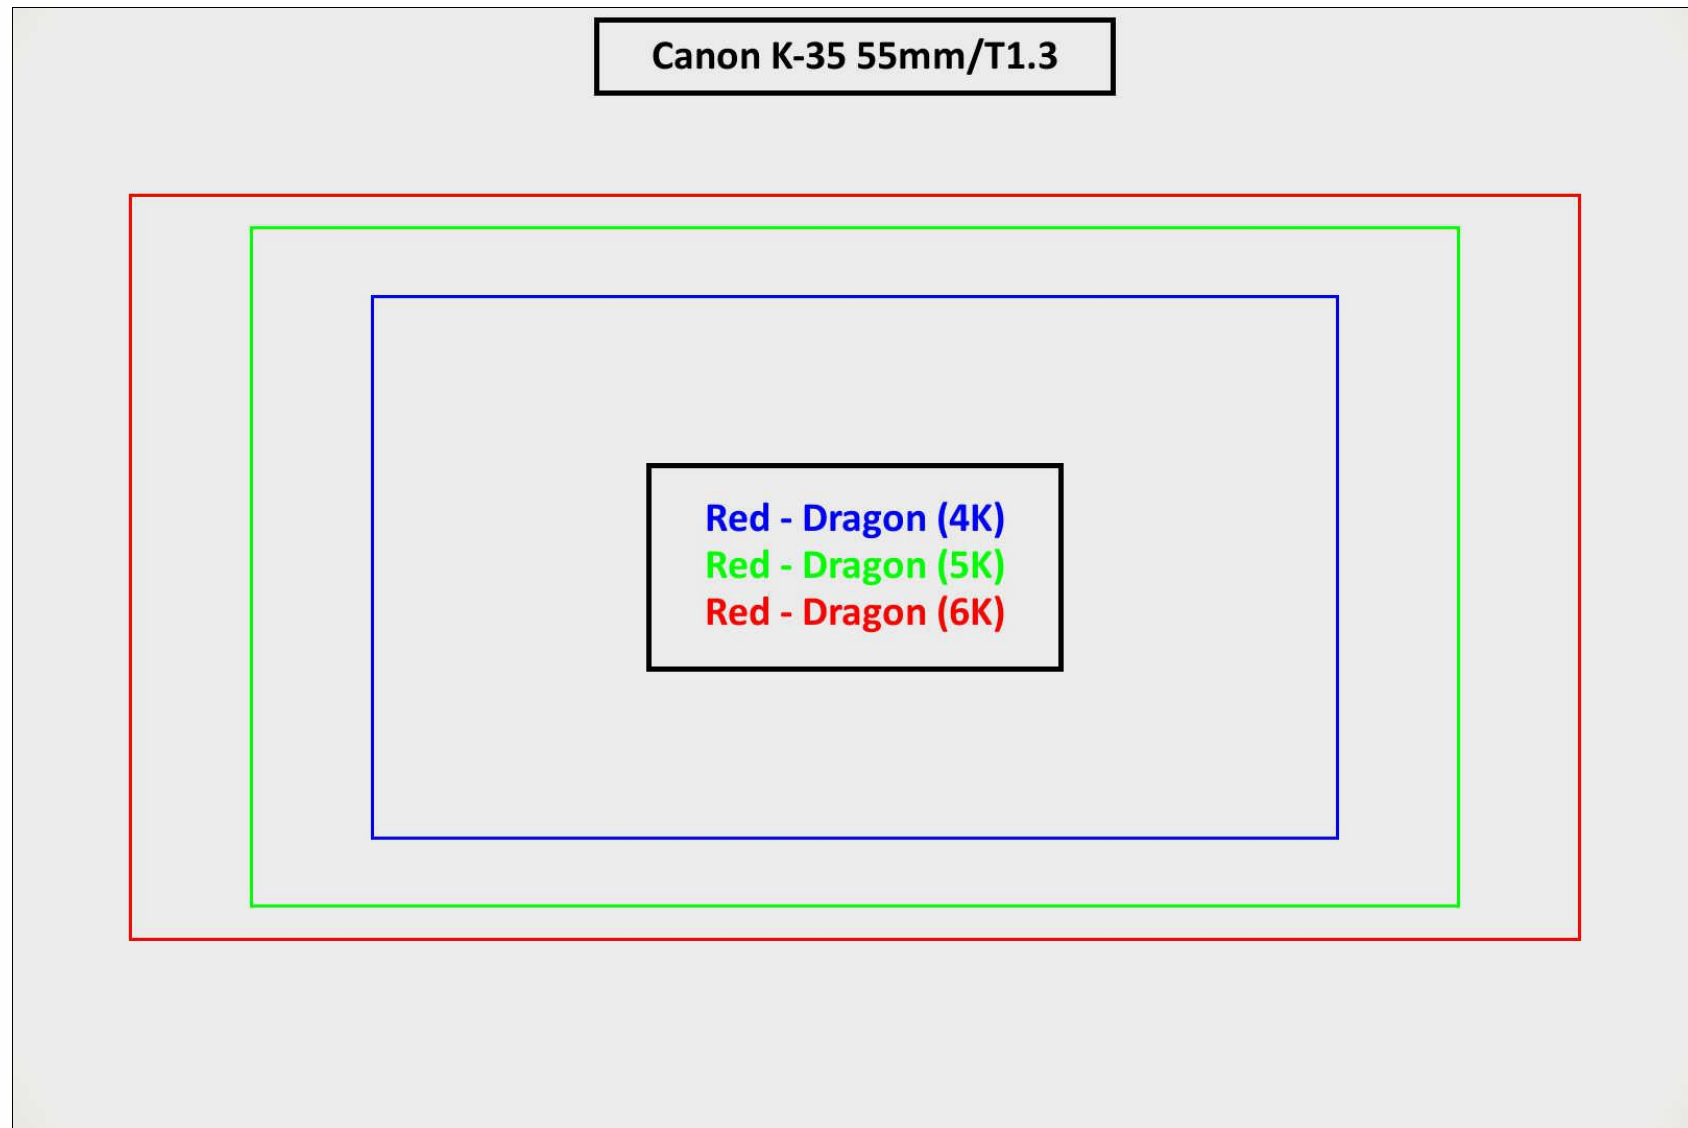 Canon K-35 55mm/T1.3
Red - Dragon (4K)
Red - Dragon (5K)
Red - Dragon (6K)